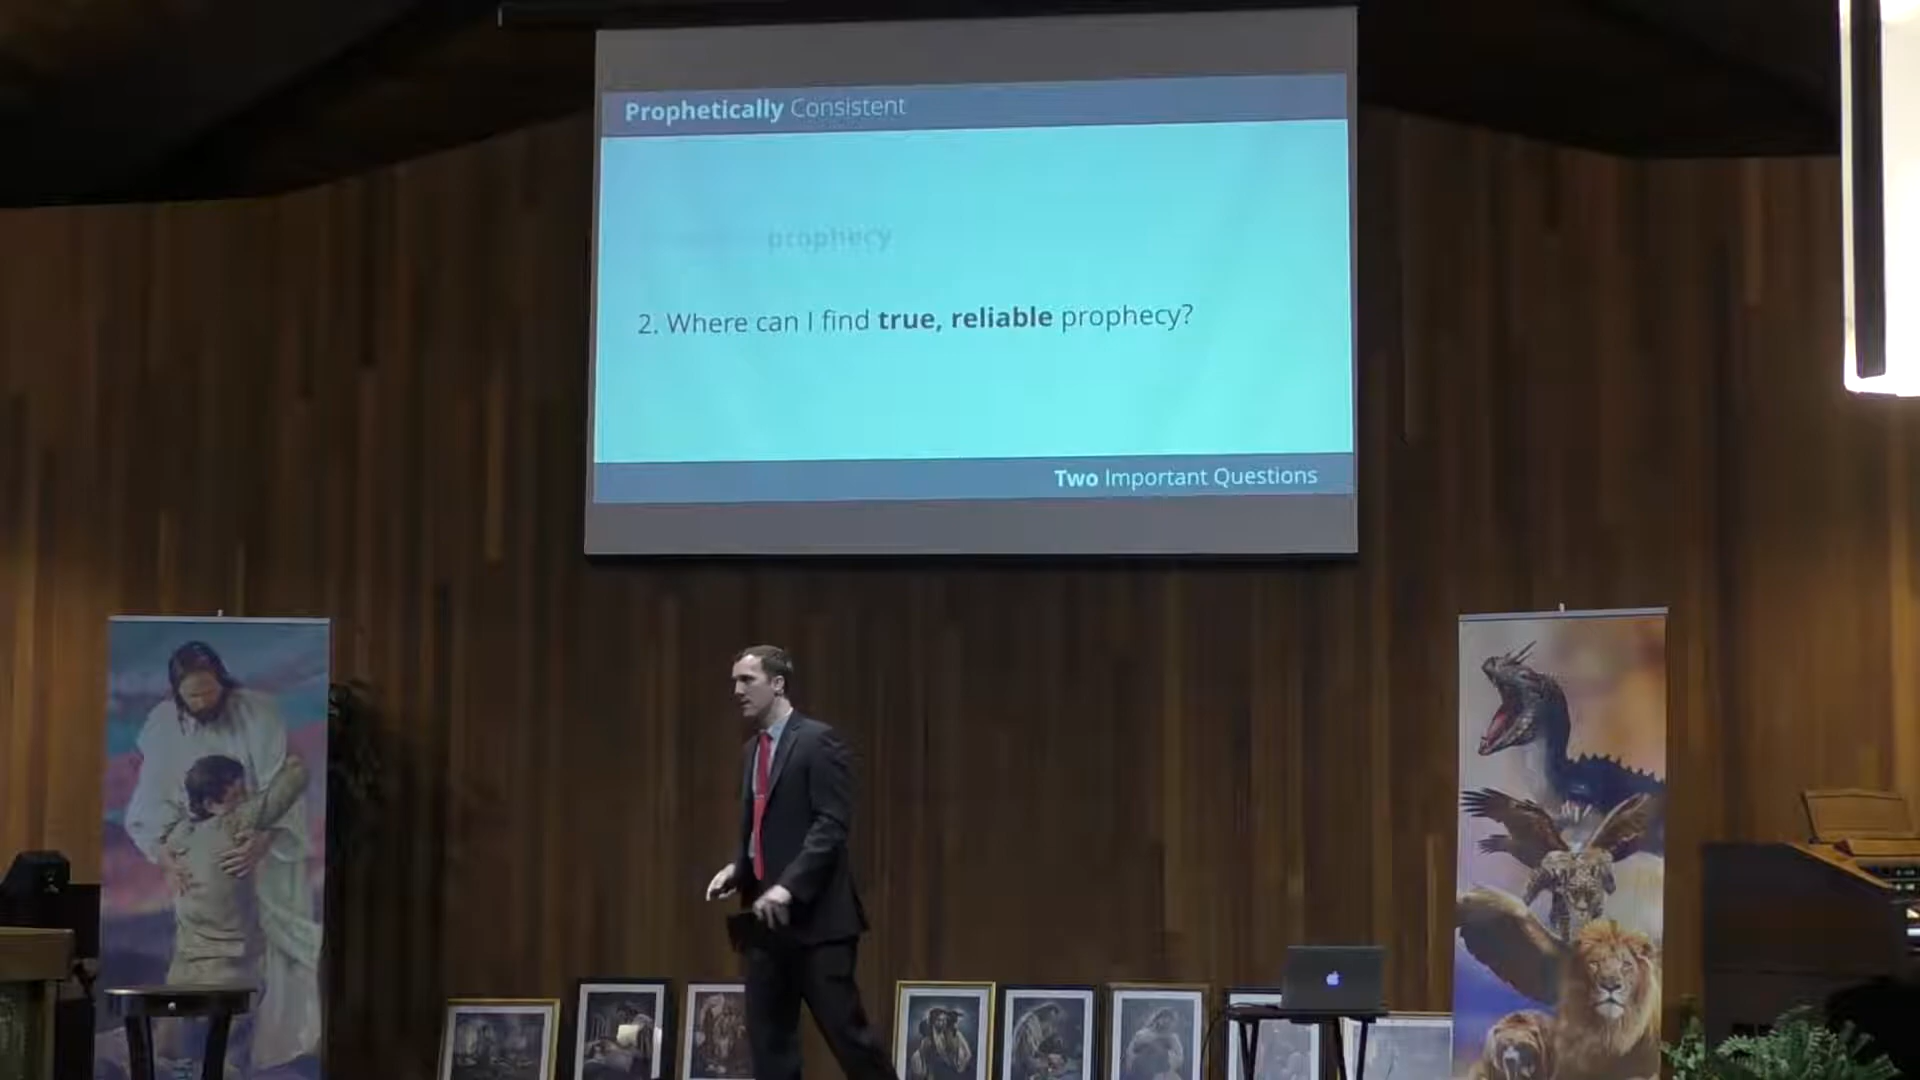 Prophetically Consistent
prophecy
2. Where can I find true, reliable prophecy?
Two Important Questions